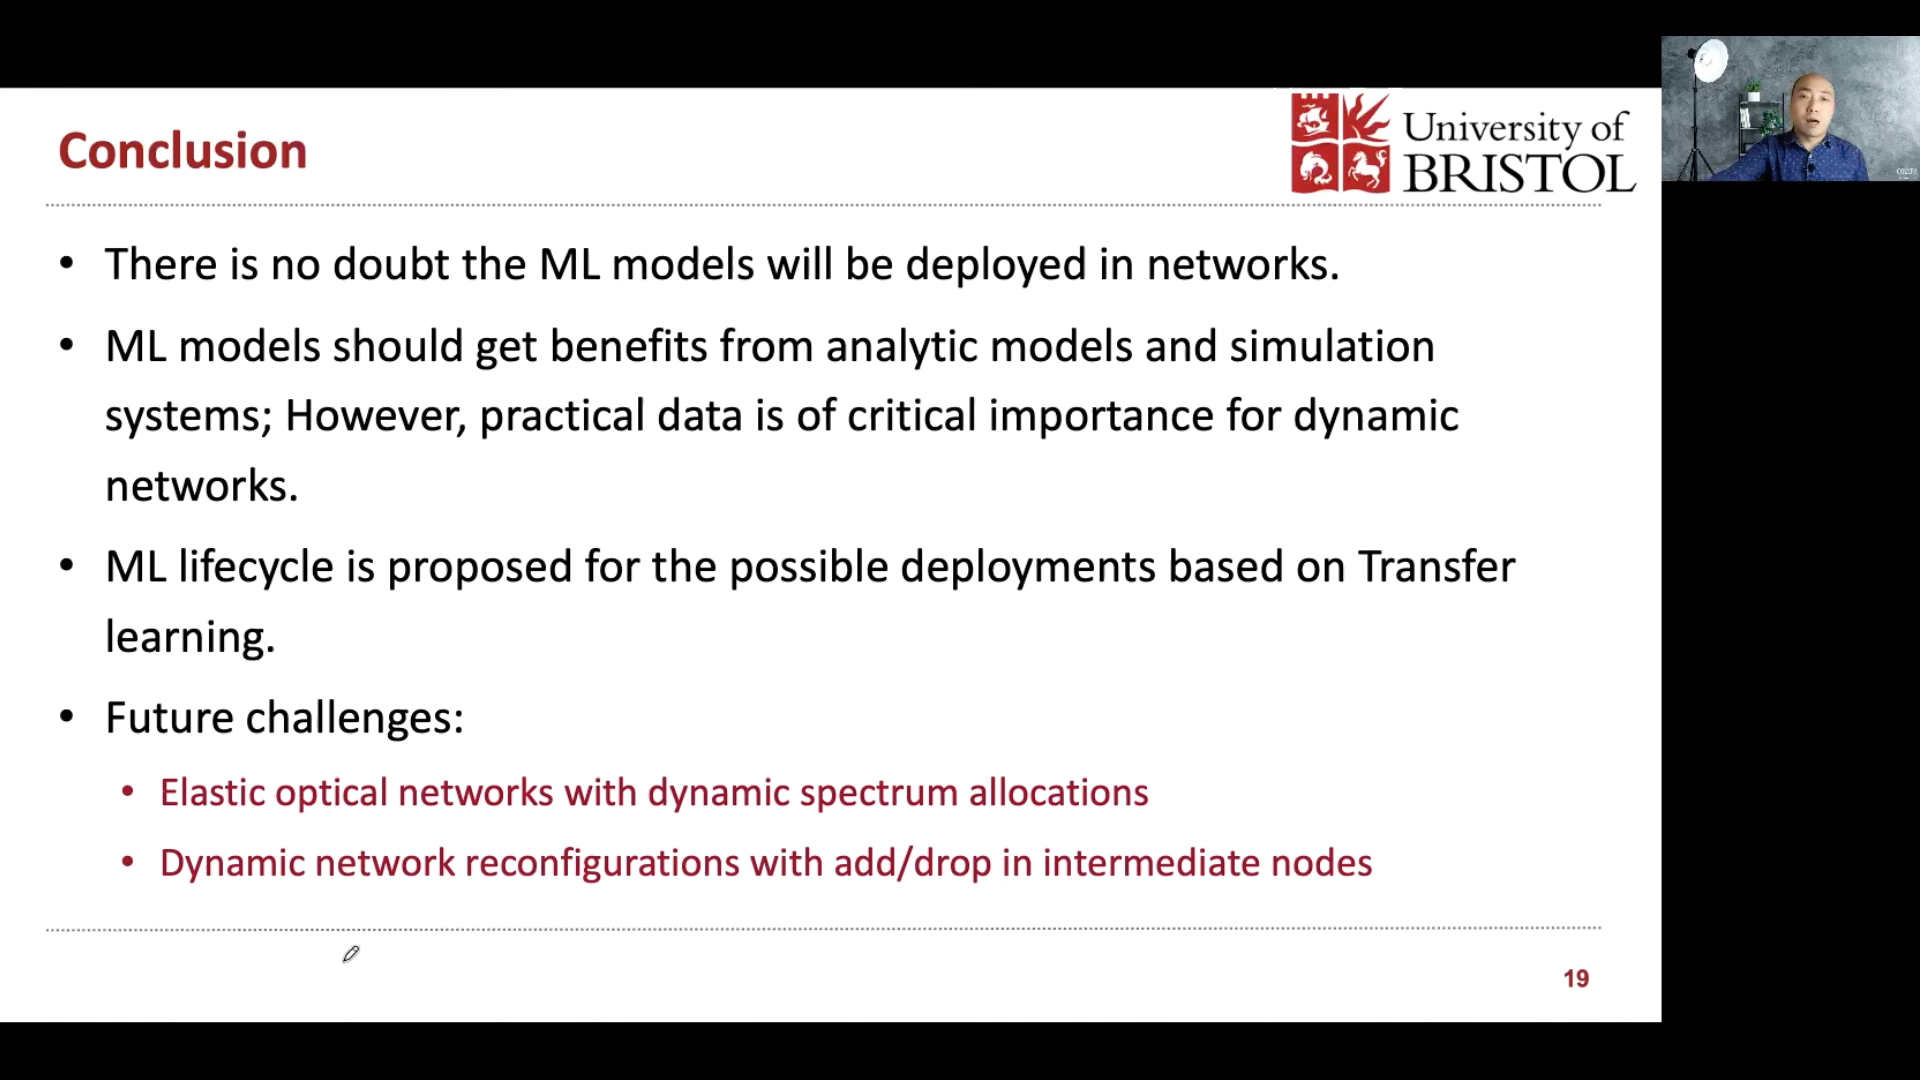 Conclusion
University of
BRISTOL
• There is no doubt the ML models will be deployed in networks.
• ML models should get benefits from analytic models and simulation
systems; However, practical data is of critical importance for dynamic
networks.
• ML lifecycle is proposed for the possible deployments based on Transfer
learning.
• Future challenges:
• Elastic optical networks with dynamic spectrum allocations
• Dynamic network reconfigurations with add/drop in intermediate nodes
19